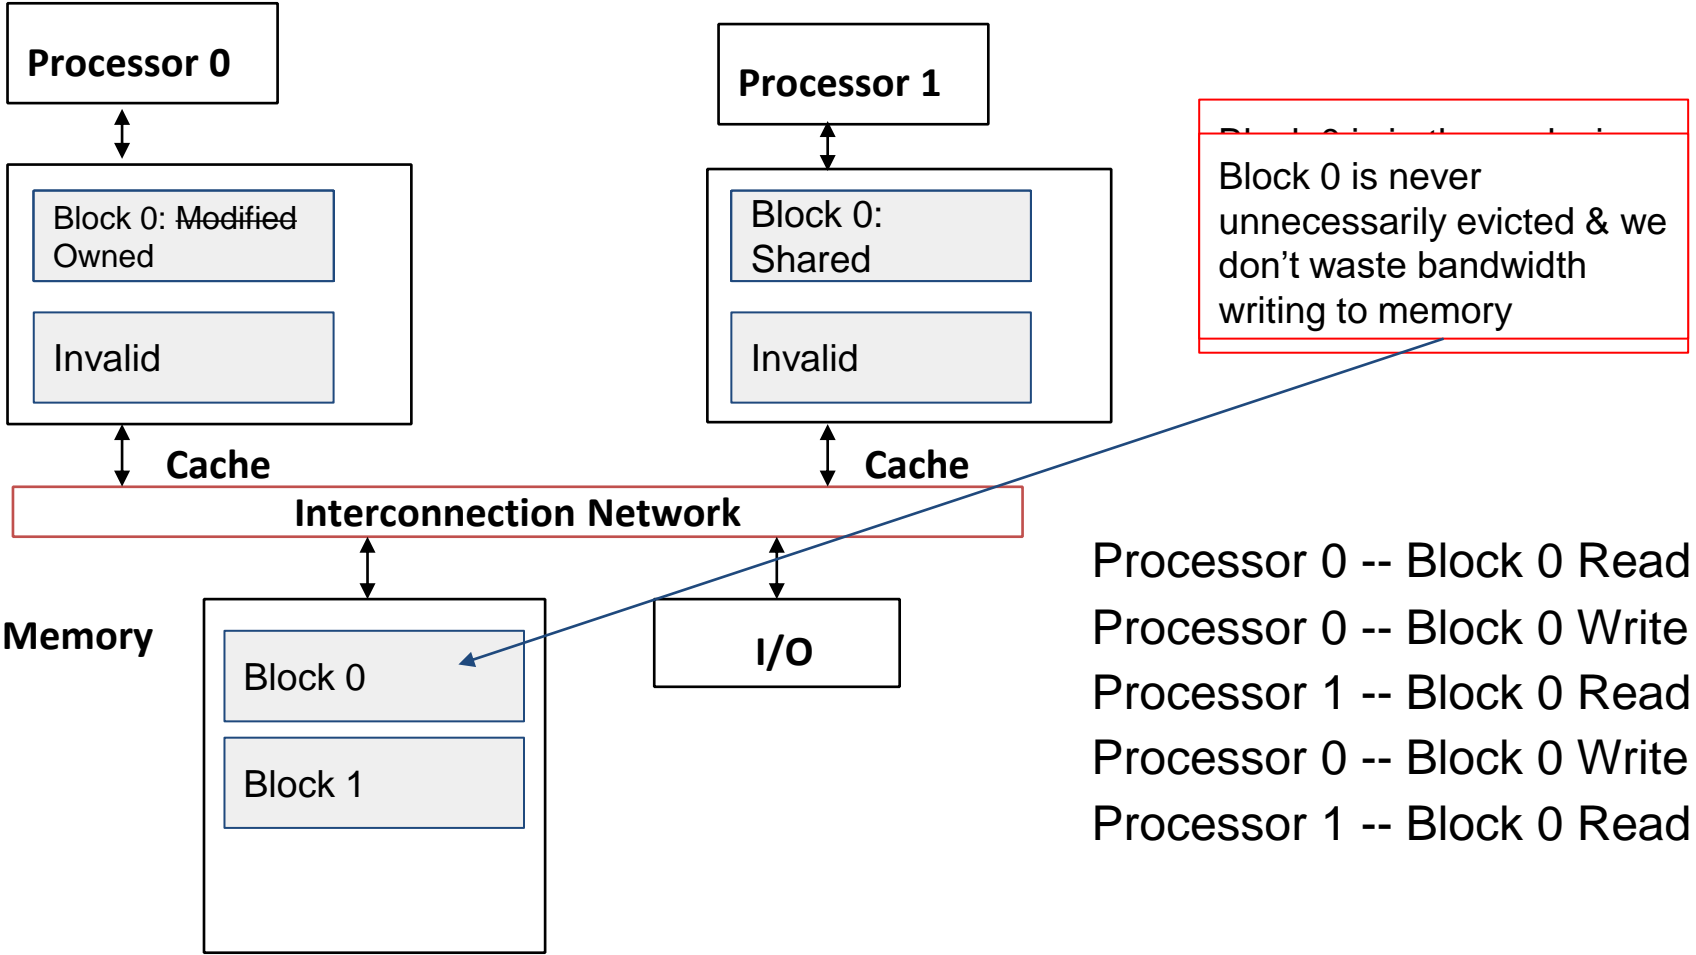 Processor 0
Processor 1
Block 0: Modified
Owned
Invalid
Block 0:
Shared
Invalid
Block 0 is never
unnecessarily evicted & we
don't waste bandwidth
writing to memory
Cache
Cache
Interconnection Network
Memory
Block 0
Block 1
I/O
Processor 0 -- Block 0 Read
Processor 0 -- Block 0 Write
Processor 1 -- Block 0 Read
Processor 0 -- Block 0 Write
Processor 1 -- Block 0 Read